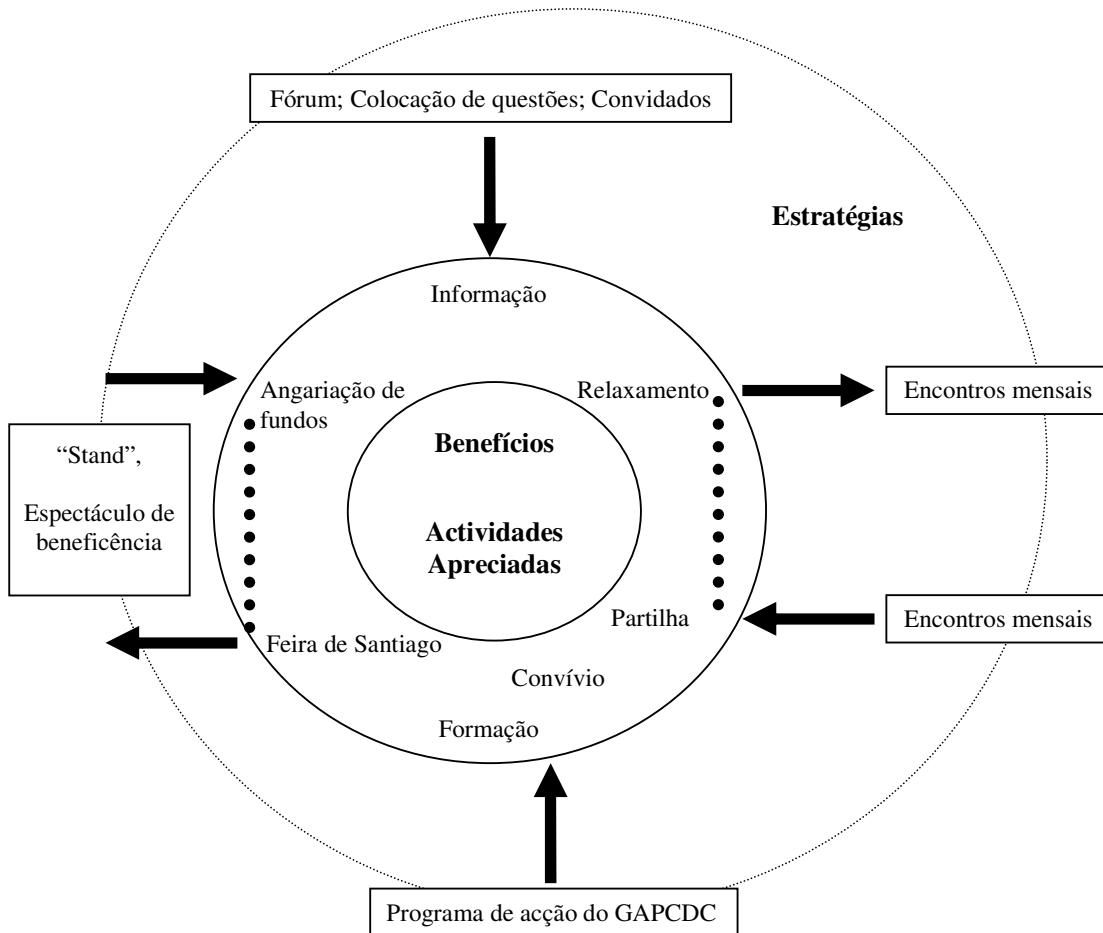 Fórum; Colocação de questões; Convidados
Estratégias
Informação
Angariação de
fundos
Relaxamento
Encontros mensais
“Stand”,
Espectáculo de
beneficência
Benefícios
Actividades
Apreciadas
Partilha
Encontros mensais
Feira de Santiago
Convívio
Formação
Programa de acção do GAPCDC